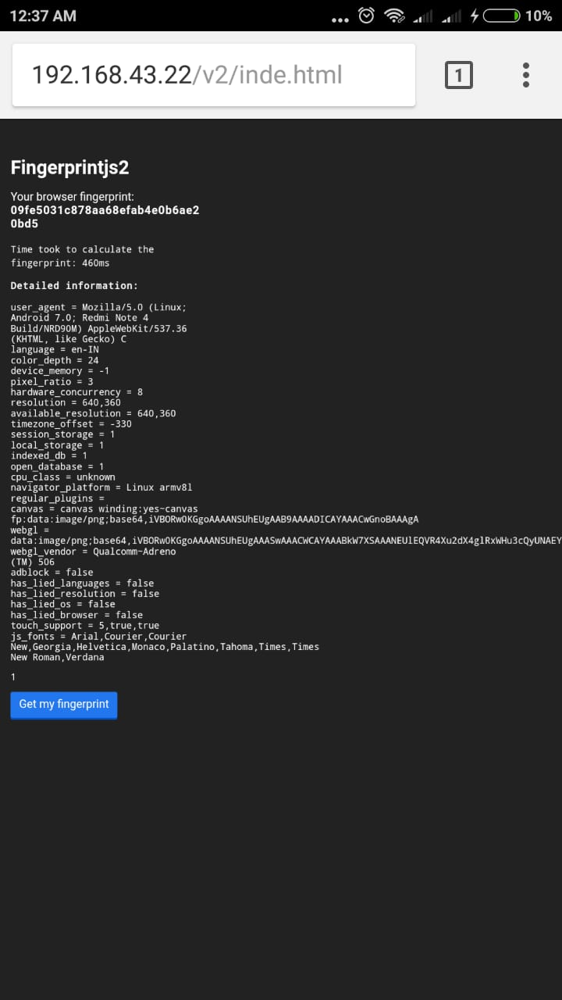 12:37 AM
10%
192.168.43.22/v2/inde.html
1
Fingerprintjs2
Your browser fingerprint:
09fe5031c878aa68efab4e0b6ae2
0bd5
Time took to calculate the
fingerprint: 460ms
Detailed information:
user_agent = Mozilla/5.0 (Linux;
Android 7.0; Redmi Note 4
Build/NRD90M) AppleWebKit/537.36
(KHTML, like Gecko) C
language = en-IN
color_depth = 24
device_memory = -1
pixel_ratio = 3
hardware_concurrency = 8
resolution = 640,360
available_resolution = 640,360
timezone_offset = -330
session_storage = 1
local_storage = 1
indexed_db = 1
open_database = 1
cpu_class = unknown
navigator_platform = Linux armv8l
regular_plugins =
canvas = canvas winding:yes~canvas
fp:data:image/png;base64,iVBORw0KGgoAAAANSUhEUgAAB9AAAADICAYAAACwGnoBAAAgA
webgl =
data:image/png;base64,iVBORw0KGgoAAAANSUhEUgAAASwAAACWCAYAAABkW7XSAAANEUlEQVR4Xu2dX4glRxWHu3cQyUNAEY
webgl_vendor = Qualcomm~Adreno
(TM) 506
adblock = false
has_lied_languages = false
has_lied_resolution = false
has_lied_os = false
has_lied_browser = false
touch_support = 5,true,true
js_fonts = Arial,Courier,Courier
New,Georgia,Helvetica,Monaco,Palatino,Tahoma,Times,Times
New Roman,Verdana
1
Get my fingerprint